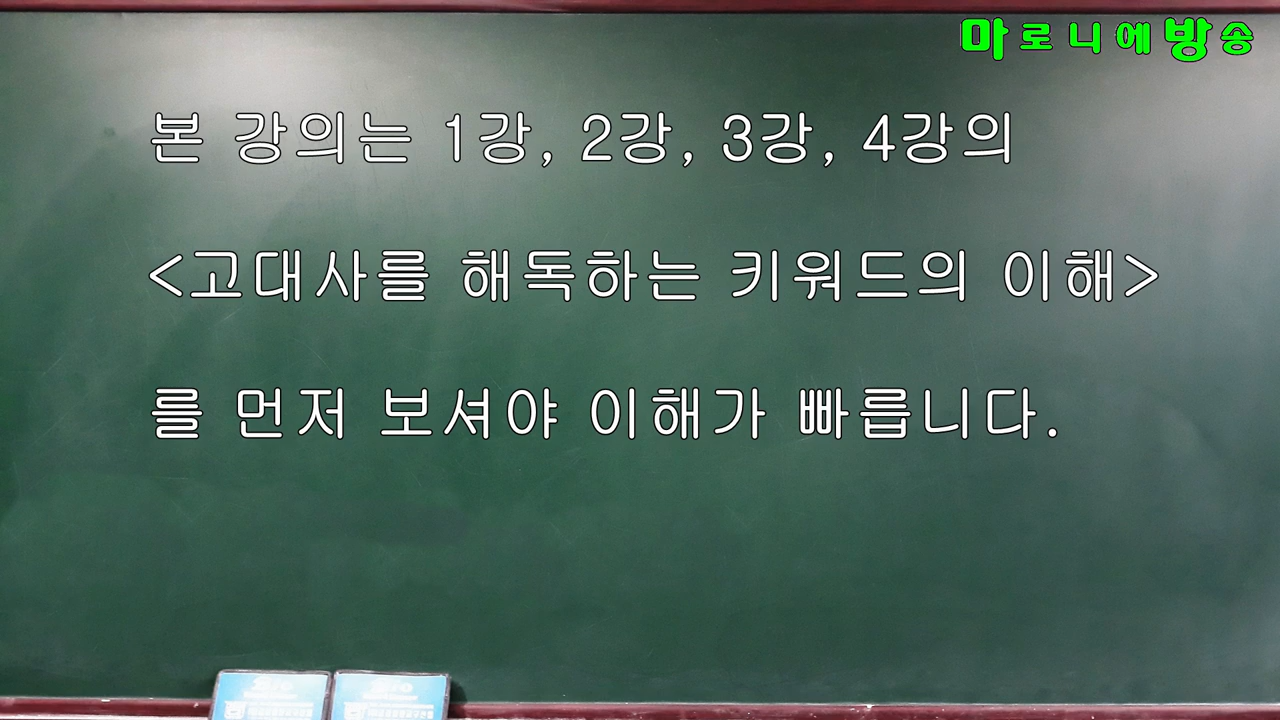 마로니에방송
본 강의는 1강, 2강, 3강, 4강의
<고대사를 해독하는 키워드의 이해>
를 먼저 보셔야 이해가 빠릅니다.